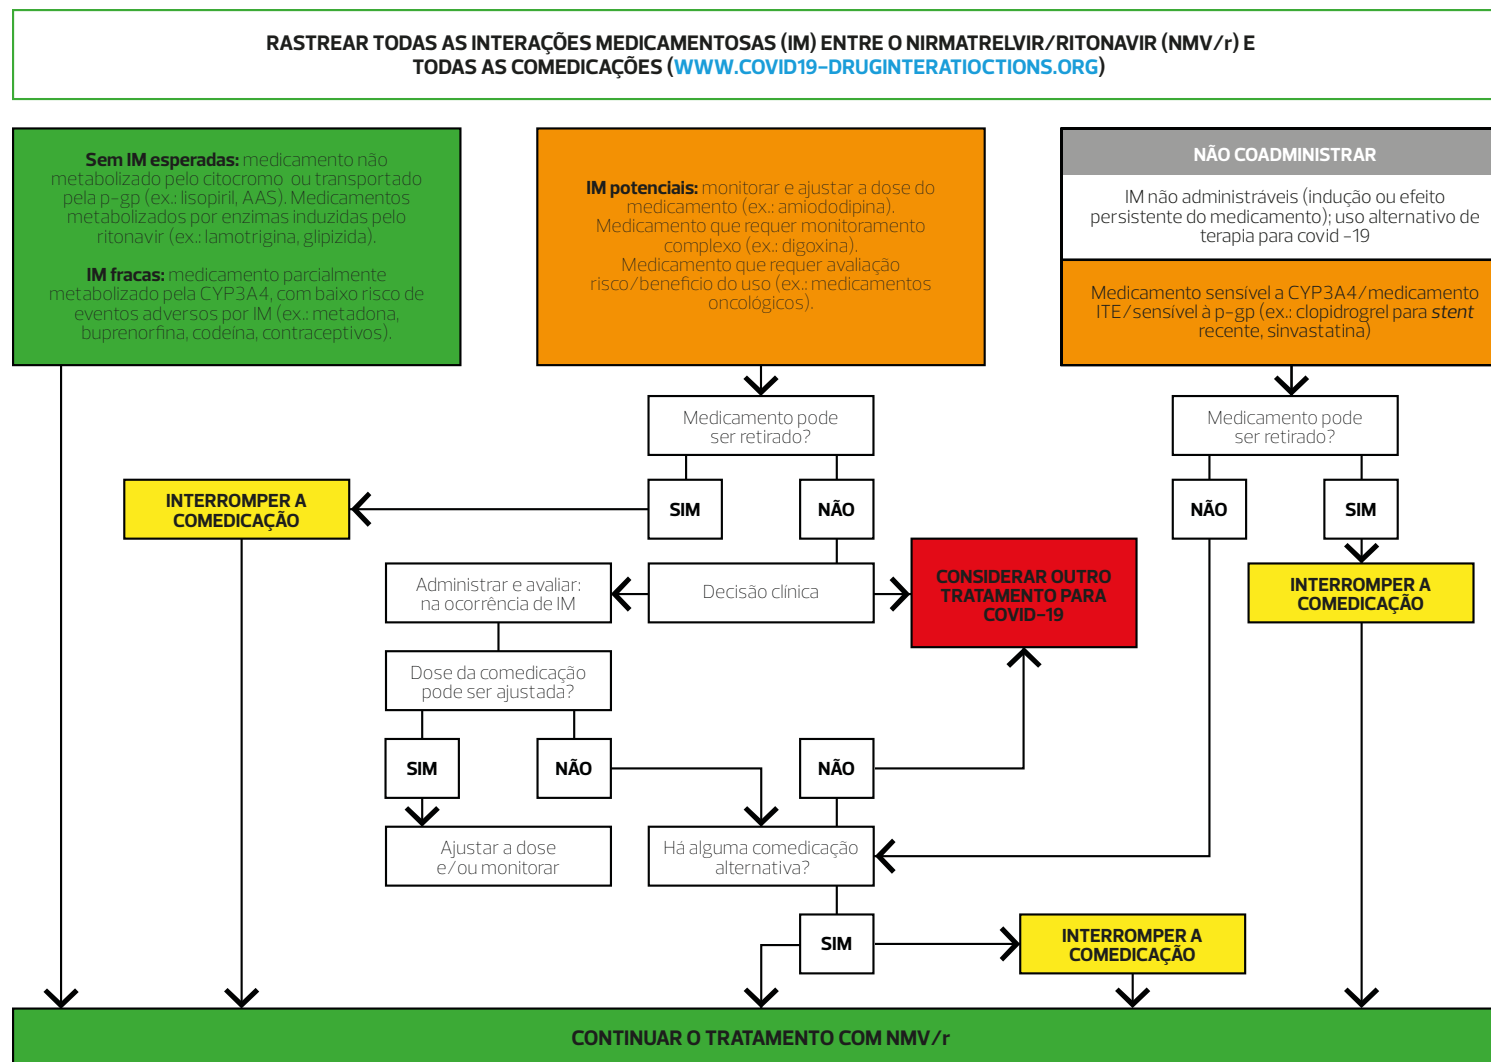 RASTREAR TODAS AS INTERAÇÕES MEDICAMENTOSAS (IM) ENTRE O NIRMATRELVIR/RITONAVIR (NMV/r) E
TODAS AS COMEDICAÇÕES (WWW.COVID19-DRUGINTERATIOCTIONS.ORG)
Sem IM esperadas: medicamento não
metabolizado pelo citocromo ou transportado
pela p-gp (ex.: lisopiril, AAS). Medicamentos
metabolizados por enzimas induzidas pelo
ritonavir (ex.: lamotrigina, glipizida).
IM fracas: medicamento parcialmente
metabolizado pela CYP3A4, com baixo risco de
eventos adversos por IM (ex.: metadona,
buprenorfina, codeína, contraceptivos).
IM potenciais: monitorar e ajustar a dose do
medicamento (ex.: amiododipina).
Medicamento que requer monitoramento
complexo (ex.: digoxina).
Medicamento que requer avaliação
risco/beneficio do uso (ex.: medicamentos
oncológicos).
NÃO COADMINISTRAR
IM não administráveis (indução ou efeito
persistente do medicamento); uso alternativo de
terapia para covid -19
Medicamento sensível a CYP3A4/medicamento
ITE/sensível à p-gp (ex.: clopidrogrel para stent
recente, sinvastatina)
Medicamento pode
ser retirado?
Medicamento pode
ser retirado?
INTERROMPER A
COMEDICAÇÃO
SIM
NÃO
NÃO
SIM
Administrar e avaliar:
na ocorrência de IM
Decisão clínica
CONSIDERAR OUTRO
TRATAMENTO PARA
COVID-19
INTERROMPER A
COMEDICAÇÃO
Dose da comedicação
pode ser ajustada?
SIM
NÃO
NÃO
Ajustar a dose
e/ou monitorar
Há alguma comedicação
alternativa?
SIM
INTERROMPER A
COMEDICAÇÃO
CONTINUAR O TRATAMENTO COM NMV/r